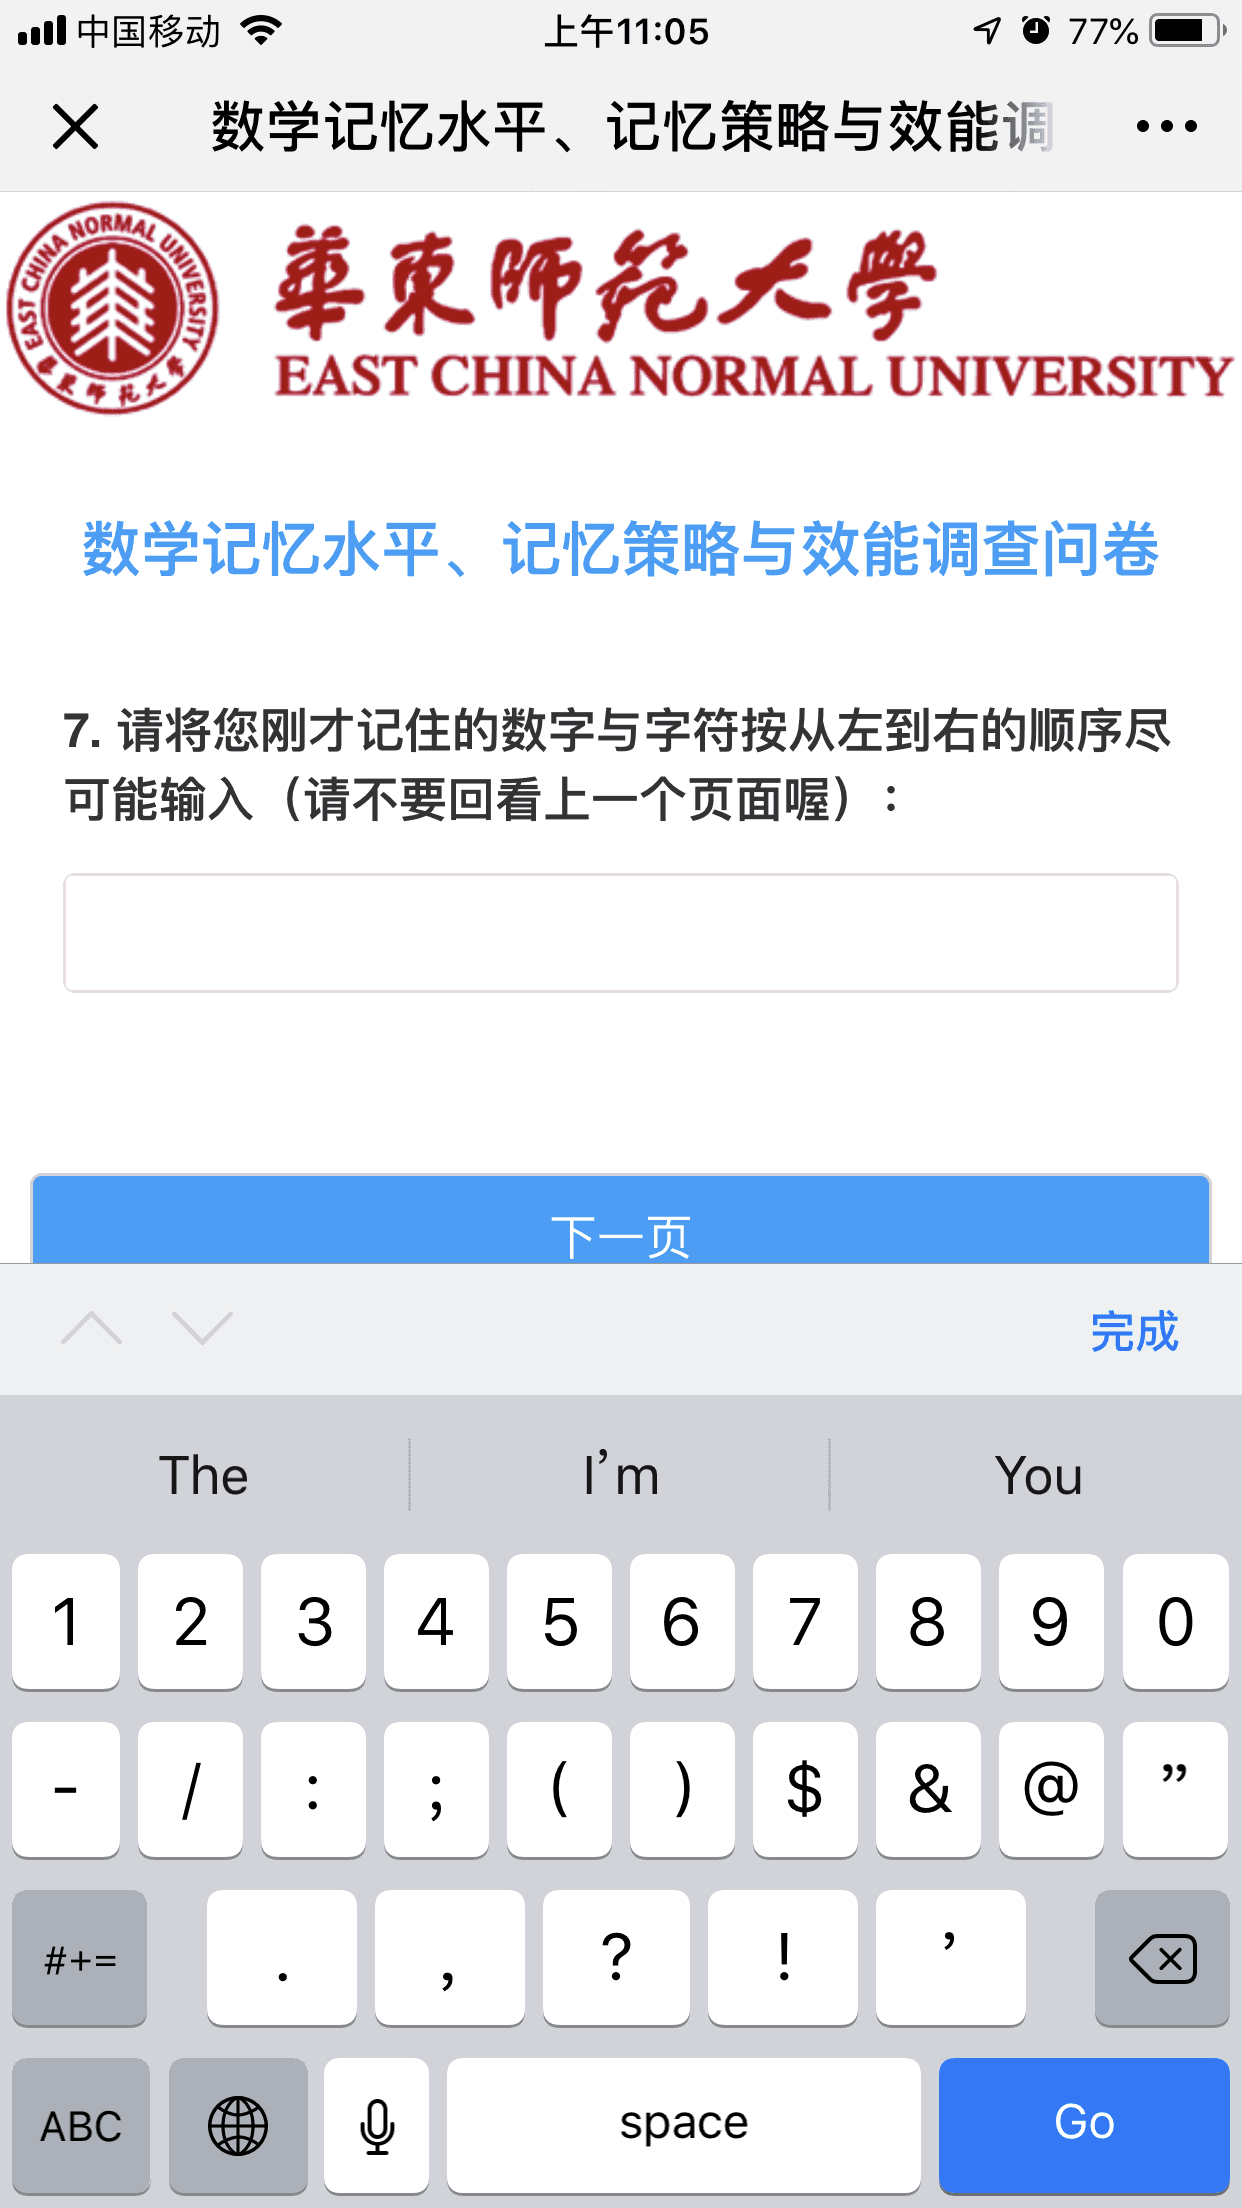 中国移动
上午11:05
77%
数学记忆水平、记忆策略与效能调
EAST CHINA NORMAL UNIVERSITY
華東师范大学
華東师范大學
EAST CHINA NORMAL UNIVERSITY
数学记忆水平、记忆策略与效能调查问卷
7. 请将您刚才记住的数字与字符按从左到右的顺序尽
可能输入（请不要回看上一个页面喔）：
下一页
完成
The I’m You
1 2 3 4 5 6 7 8 9 0
- / : ; ( ) $ & @ ”
#+= . , ? ! ’
ABC space Go